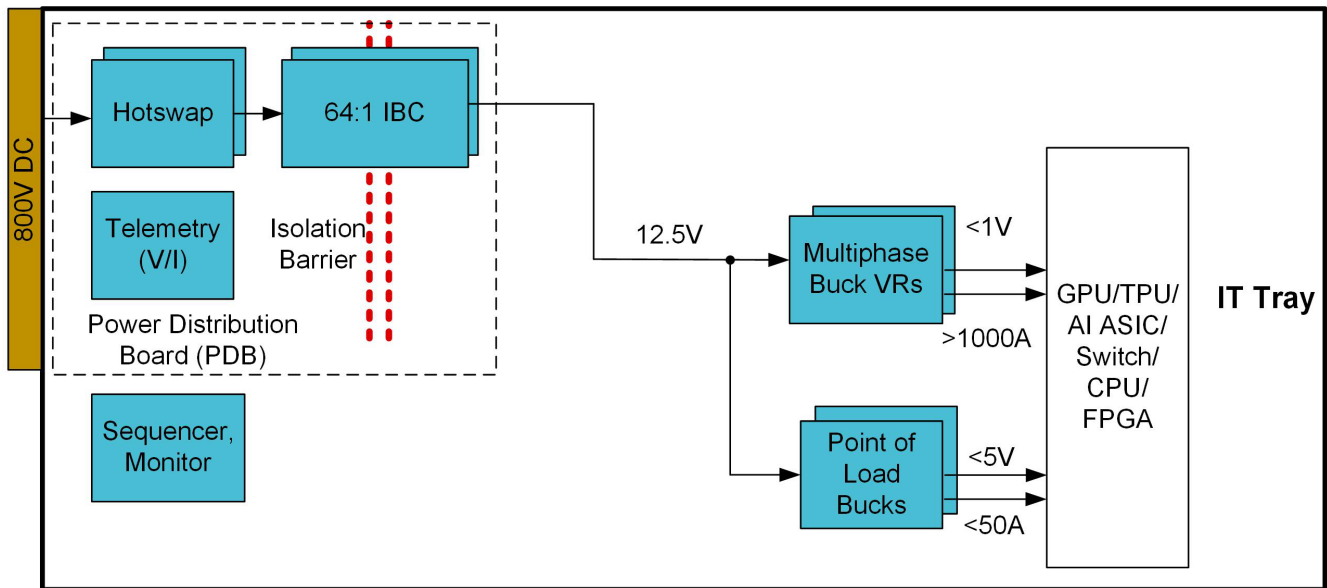 800V DC
Hotswap
64:1 IBC
Telemetry
(V/I)
Isolation
Barrier
Power Distribution
Board (PDB)
Sequencer,
Monitor
12.5V
Multiphase
Buck VRs
<1V
>1000A
Point of
Load
Bucks
<5V
<50A
GPU/TPU/
AI ASIC/
Switch/
CPU/
FPGA
IT Tray